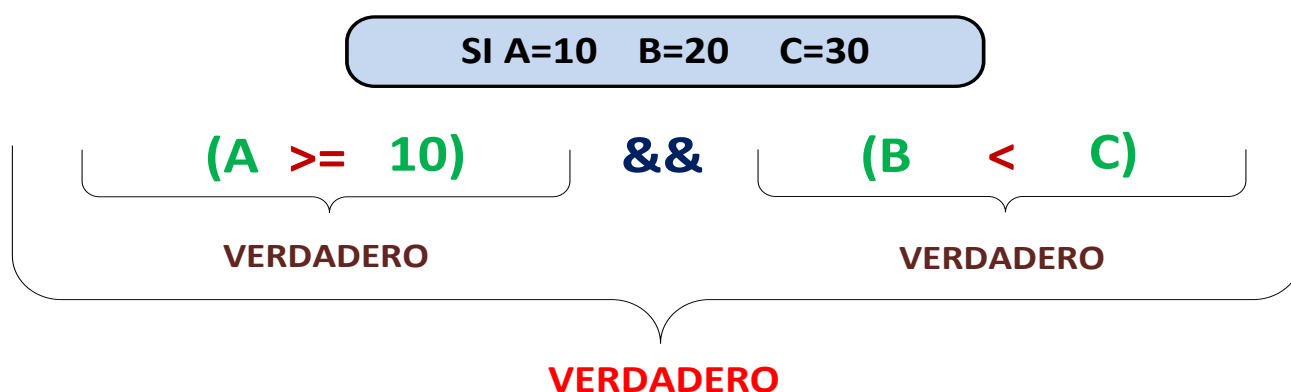 SI A=10 B=20 C=30
(A >= 10) && (B < C)
VERDADERO VERDADERO
VERDADERO